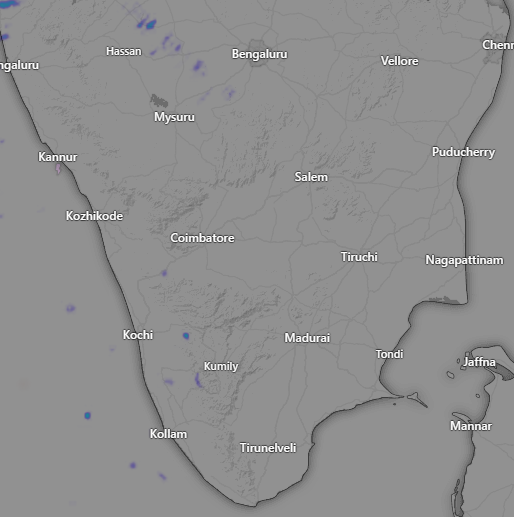 Hassan
Bengaluru
Chenn
ngaluru
Vellore
Mysuru
Kannur
Puducherry
Salem
Kozhikode
Coimbatore
Tiruchi
Nagapattinam
Kochi
Madurai
Tondi
Kumily
Jaffna
Kollam
Mannar
Tirunelveli